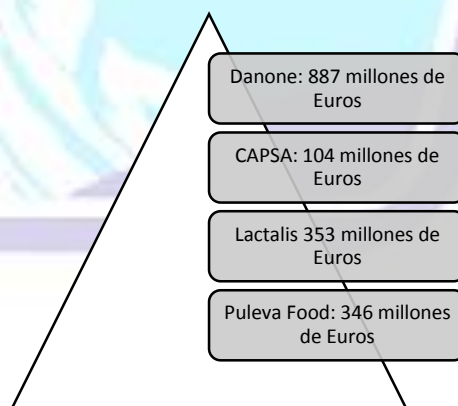 Danone: 887 millones de
Euros
CAPSA: 104 millones de
Euros
Lactalis 353 millones de
Euros
Puleva Food: 346 millones
de Euros